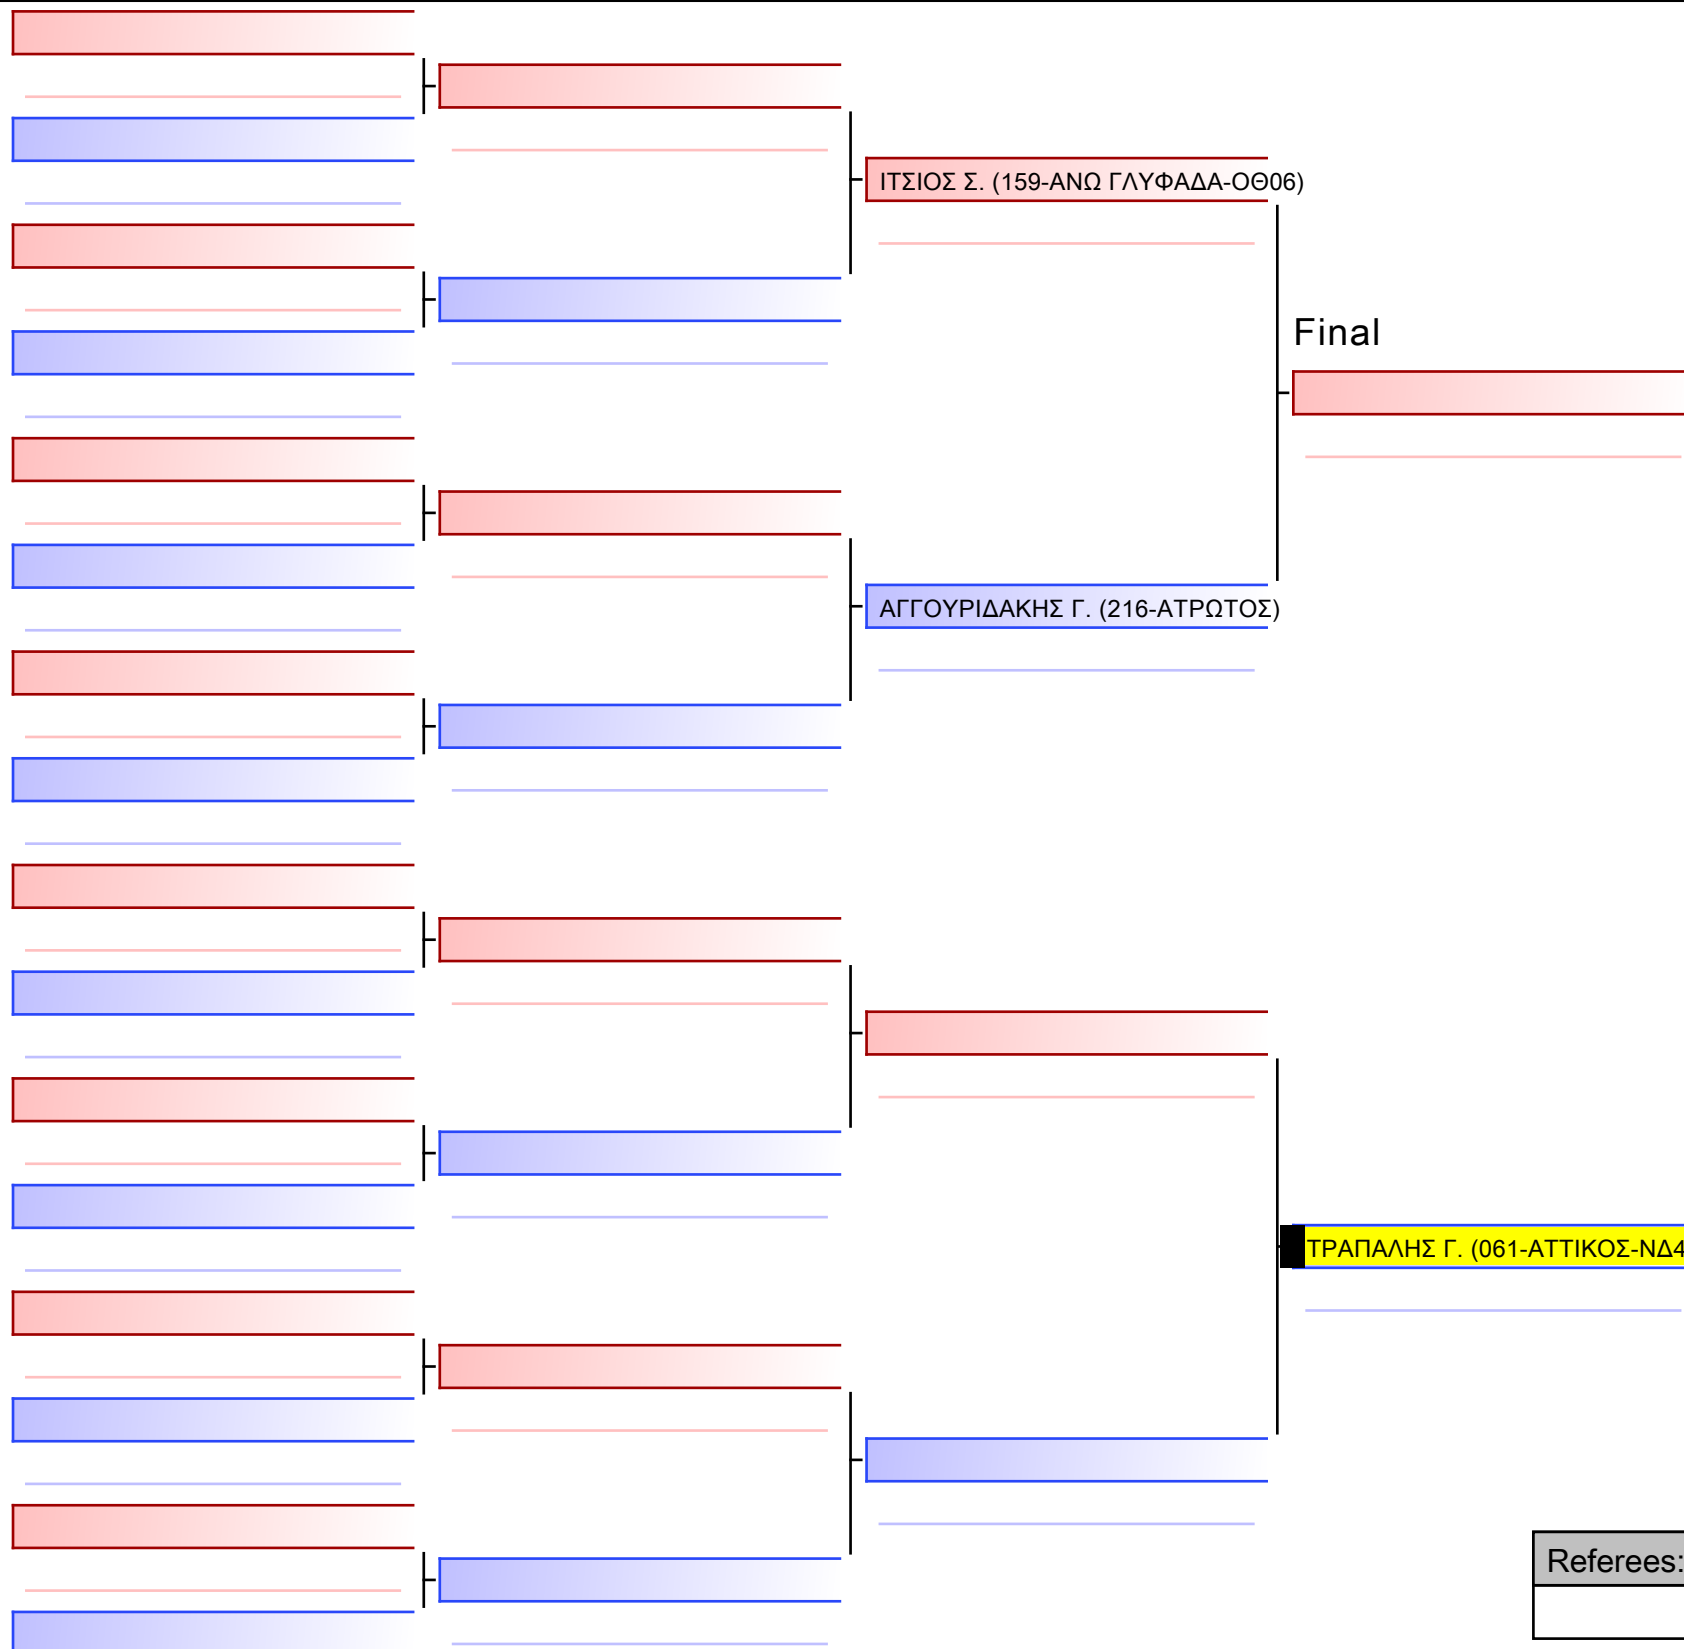 ΙΤΣΙΟΣ Σ. (159-ΑΝΩ ΓΛΥΦΑΔΑ-ΟΘ06)
Final
ΑΓΓΟΥΡΙΔΑΚΗΣ Γ. (216-ΑΤΡΩΤΟΣ)
ΤΡΑΠΑΛΗΣ Γ. (061-ΑΤΤΙΚΟΣ-ΝΔ4
Referees: